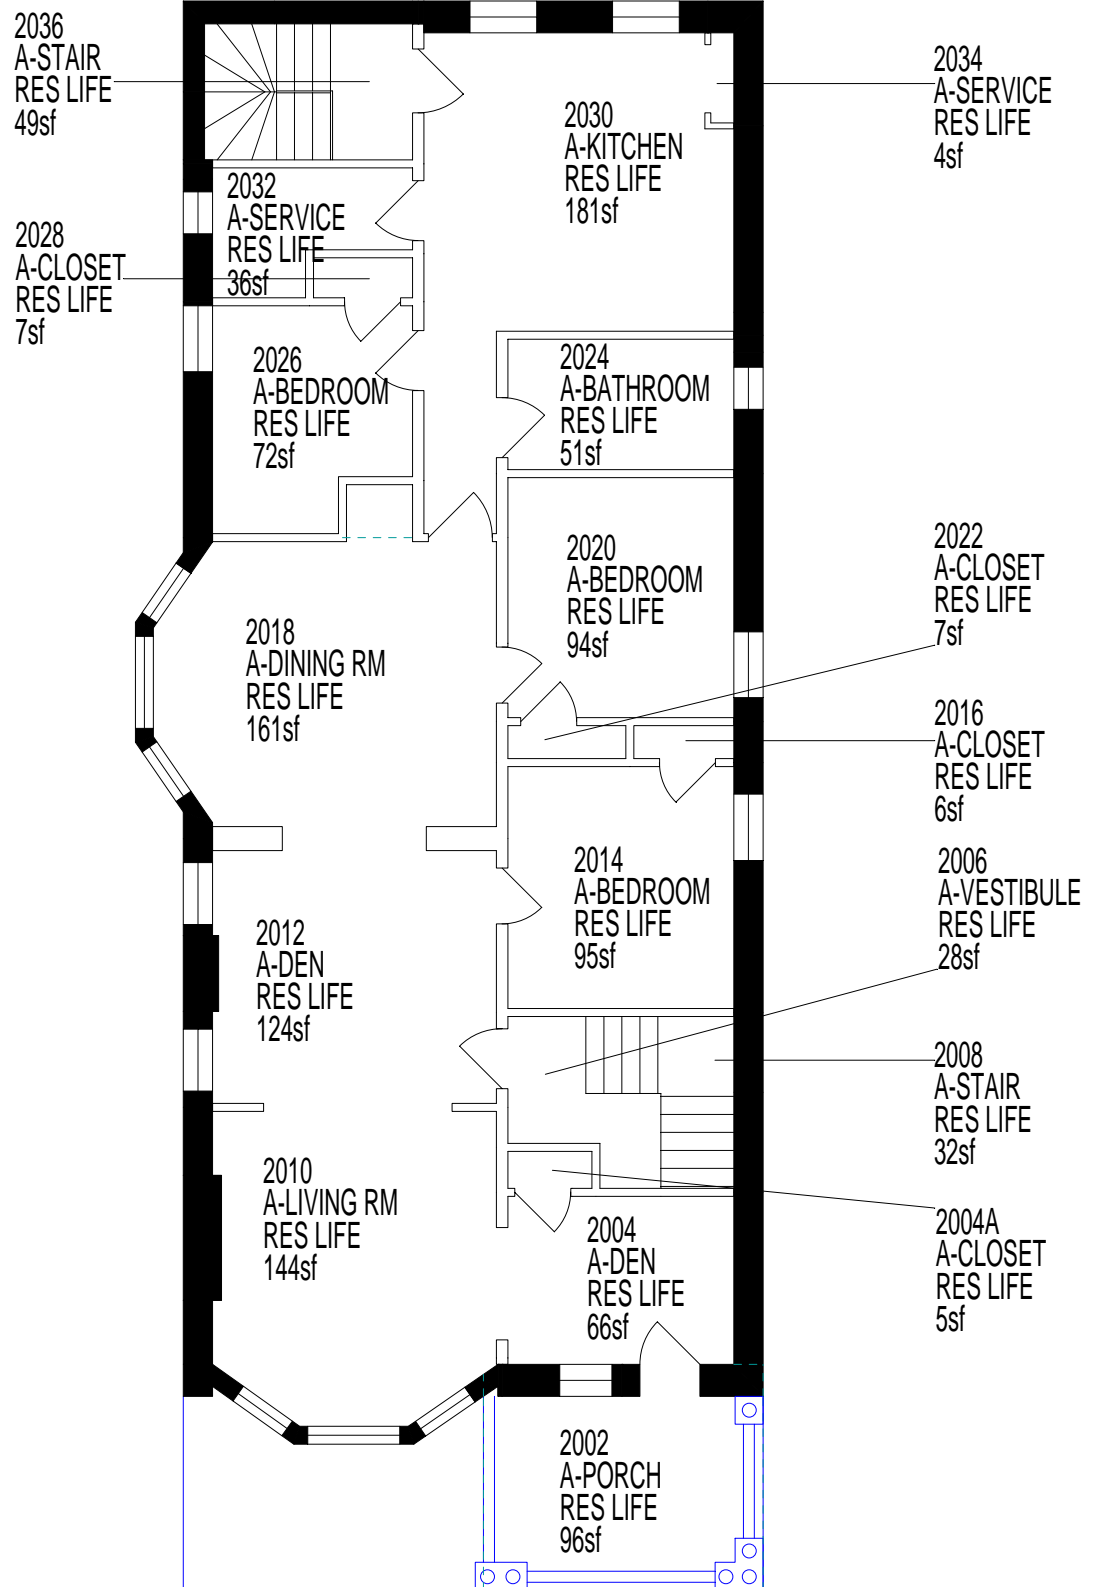 2036
A-STAIR
RES LIFE
49sf
2034
A-SERVICE
RES LIFE
4sf
2030
A-KITCHEN
RES LIFE
181sf
2032
A-SERVICE
RES LIFE
36sf
2028
A-CLOSET
RES LIFE
7sf
2026
A-BEDROOM
RES LIFE
72sf
2024
A-BATHROOM
RES LIFE
51sf
2022
A-CLOSET
RES LIFE
7sf
2020
A-BEDROOM
RES LIFE
94sf
2018
A-DINING RM
RES LIFE
161sf
2016
A-CLOSET
RES LIFE
6sf
2014
A-BEDROOM
RES LIFE
95sf
2006
A-VESTIBULE
RES LIFE
28sf
2012
A-DEN
RES LIFE
124sf
2008
A-STAIR
RES LIFE
32sf
2010
A-LIVING RM
RES LIFE
144sf
2004
A-DEN
RES LIFE
66sf
2004A
A-CLOSET
RES LIFE
5sf
2002
A-PORCH
RES LIFE
96sf